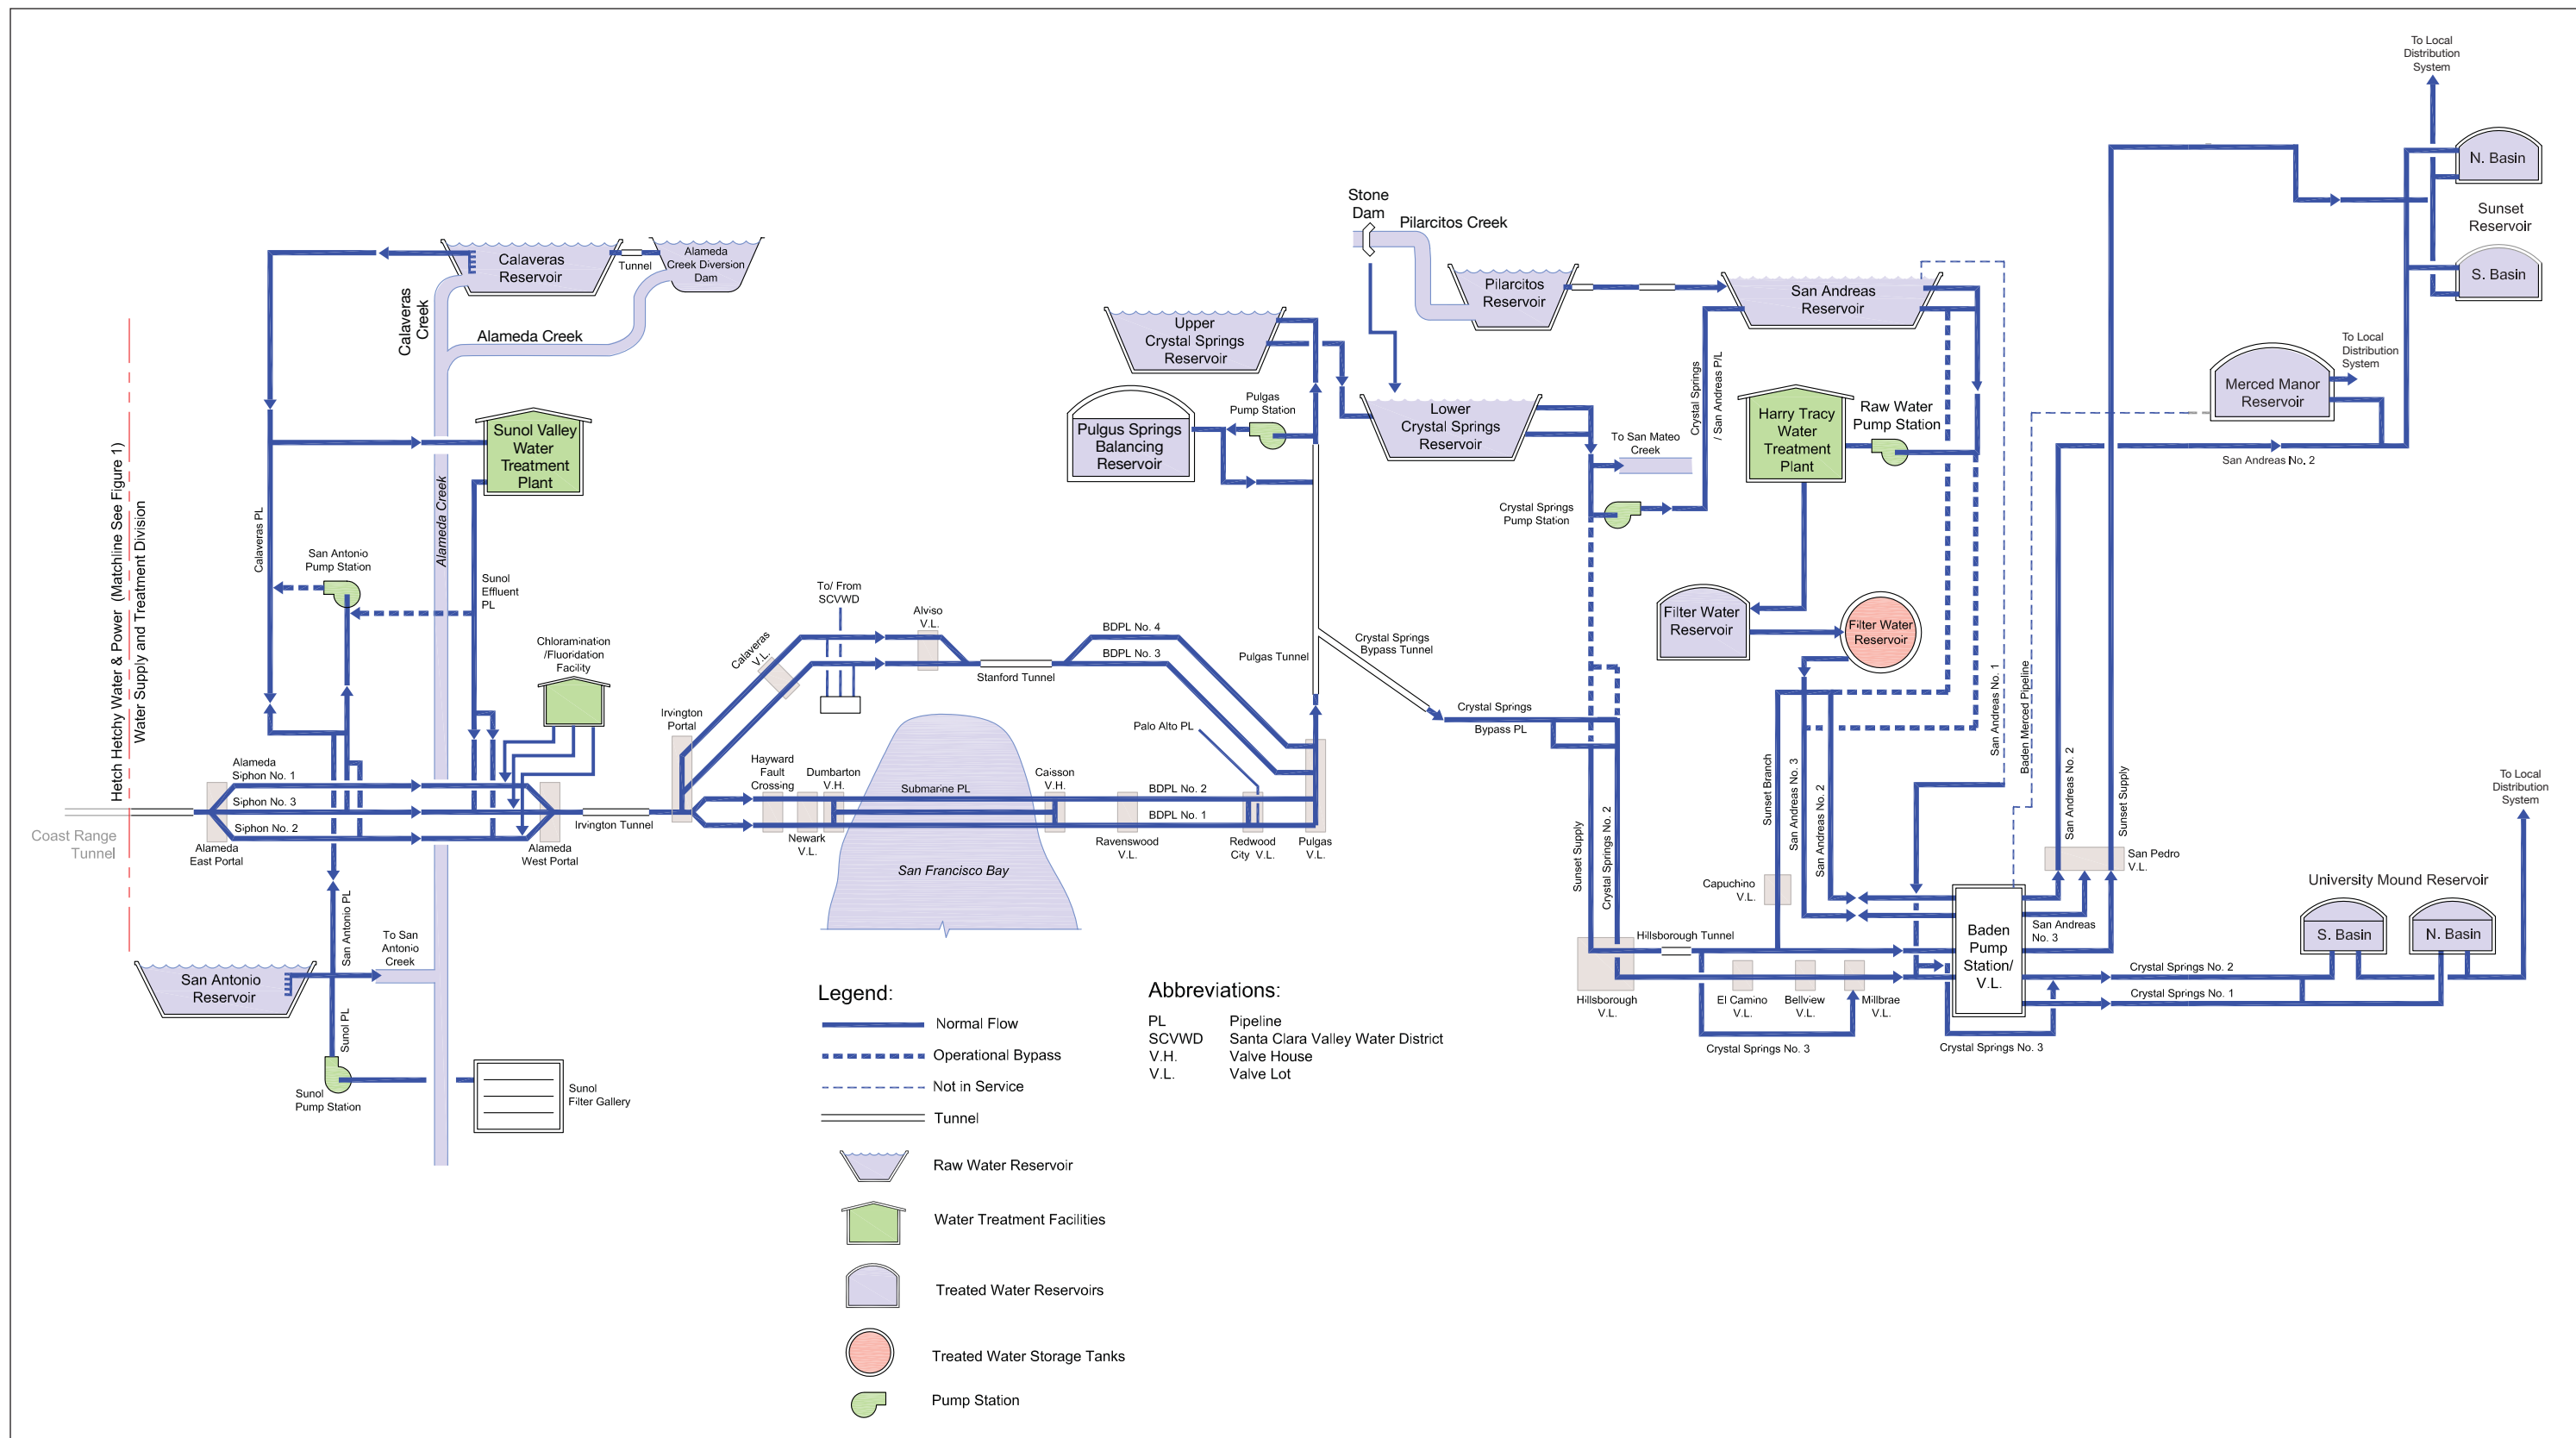 To Local
Distribution
System
N. Basin
Sunset
Reservoir
S. Basin
Stone
Dam
Pilarcitos Creek
Calaveras
Reservoir
Tunnel
Alameda
Creek Diversion
Dam
Calaveras
Creek
Alameda Creek
Pilarcitos
Reservoir
San Andreas
Reservoir
Upper
Crystal Springs
Reservoir
Crystal Springs
/ San Andreas P/L
To Local
Distribution
System
Merced Manor
Reservoir
San Andreas No. 2
Pulgas
Pump Station
Pulgus Springs
Balancing
Reservoir
Lower
Crystal Springs
Reservoir
To San Mateo
Creek
Crystal Springs
Pump Station
Harry Tracy
Water
Treatment
Plant
Raw Water
Pump Station
Sunol Valley
Water
Treatment
Plant
Hetch Hetchy Water & Power (Matchline See Figure 1)
Water Supply and Treatment Division
Calaveras PL
Alameda Creek
San Antonio
Pump Station
Sunol
Effluent
PL
Chloramination
/Fluoridation
Facility
To/ From
SCVWD
Alviso
V.L.
Calaveras
V.L.
BDPL No. 4
BDPL No. 3
Stanford Tunnel
Pulgas Tunnel
Crystal Springs
Bypass Tunnel
Filter Water
Reservoir
Filter Water
Reservoir
San Andreas No. 1
Baden Merced Pipeline
Irvington
Portal
Palo Alto PL
Crystal Springs
Bypass PL
Sunset Branch
San Andreas No. 3
San Andreas No. 2
San Andreas No. 2
Sunset Supply
Alameda
Siphon No. 1
Siphon No. 3
Siphon No. 2
Coast Range
Tunnel
Alameda
East Portal
Alameda
West Portal
Irvington Tunnel
Hayward
Fault
Crossing
Newark
V.L.
Dumbarton
V.H.
Submarine PL
Caisson
V.H.
BDPL No. 2
BDPL No. 1
Ravenswood
V.L.
Redwood
City V.L.
Pulgas
V.L.
San Francisco Bay
Sunset Supply
Crystal Springs No. 2
Capuchino
V.L.
San Pedro
V.L.
To Local
Distribution
System
University Mound Reservoir
S. Basin
N. Basin
San Antonio PL
To San
Antonio
Creek
San Antonio
Reservoir
Sunol PL
Sunol
Pump Station
Sunol
Filter Gallery
Hillsborough Tunnel
Hillsborough
V.L.
El Camino
V.L.
Bellview
V.L.
Millbrae
V.L.
Crystal Springs No. 3
Baden
Pump
Station/
V.L.
San Andreas
No. 3
Crystal Springs No. 2
Crystal Springs No. 1
Crystal Springs No. 3
Legend:
Normal Flow
Operational Bypass
Not in Service
Tunnel
Raw Water Reservoir
Water Treatment Facilities
Treated Water Reservoirs
Treated Water Storage Tanks
Pump Station
Abbreviations:
PL Pipeline
SCVWD Santa Clara Valley Water District
V.H. Valve House
V.L. Valve Lot